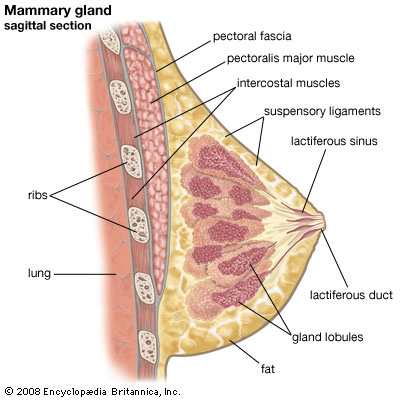 Mammary gland
sagittal section
pectoral fascia
pectoralis major muscle
intercostal muscles
suspensory ligaments
lactiferous sinus
ribs
lung
lactiferous duct
gland lobules
fat
© 2008 Encyclopædia Britannica, Inc.